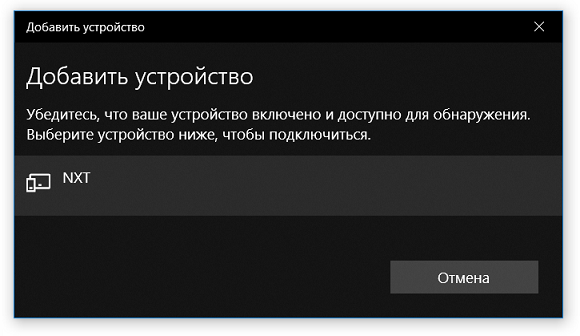 Добавить устройство
Добавить устройство
Убедитесь, что ваше устройство включено и доступно для обнаружения.
Выберите устройство ниже, чтобы подключиться.
NXT
Отмена